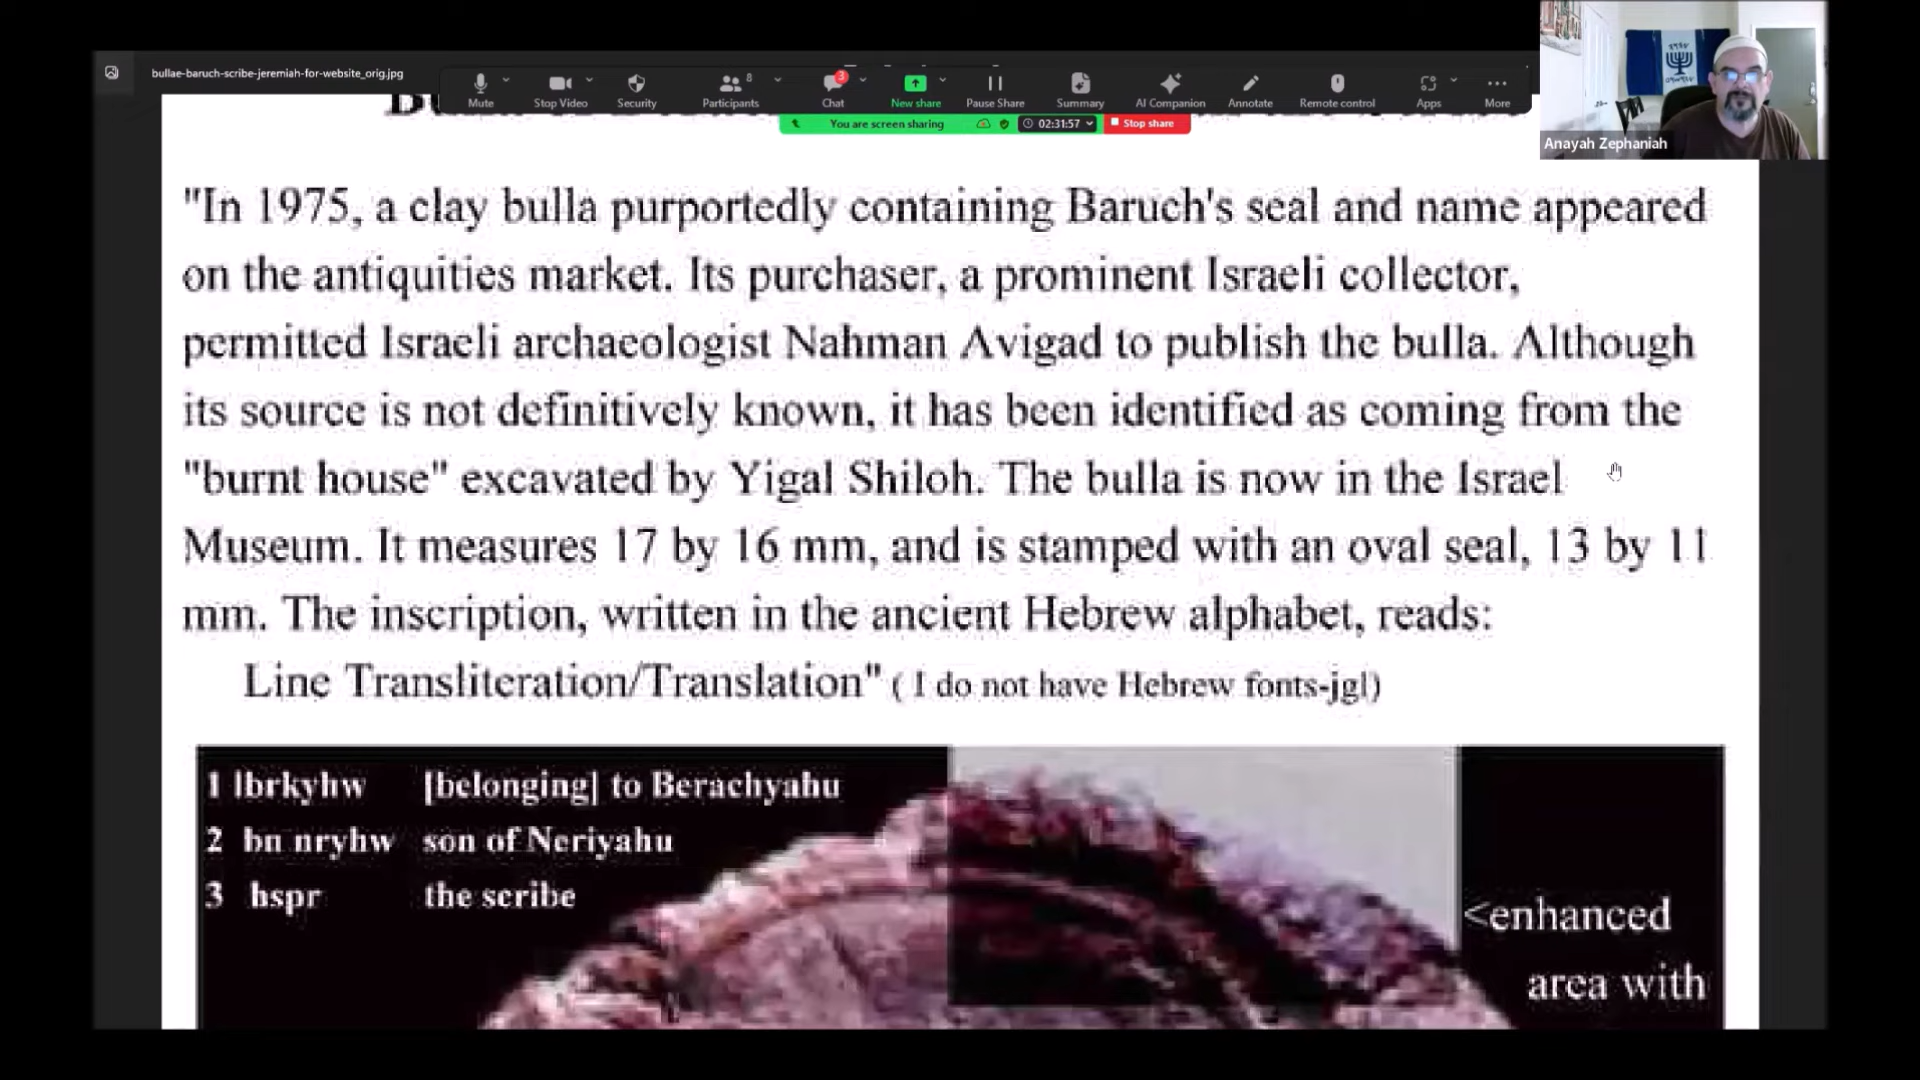 bullae-baruch-scribe-jeremiah-for-website_orig.jpg
Mute
Stop Video
Security
8
Participants
3
Chat
New share
Pause Share
Summary
AI Companion
Annotate
Remote control
Apps
More
You are screen sharing
02:31:57
Stop share
Anayah Zephaniah
"In 1975, a clay bulla purportedly containing Baruch's seal and name appeared
on the antiquities market. Its purchaser, a prominent Israeli collector,
permitted Israeli archaeologist Nahman Avigad to publish the bulla. Although
its source is not definitively known, it has been identified as coming from the
"burnt house" excavated by Yigal Shiloh. The bulla is now in the Israel
Museum. It measures 17 by 16 mm, and is stamped with an oval seal, 13 by 11
mm. The inscription, written in the ancient Hebrew alphabet, reads:
Line Transliteration/Translation" ( I do not have Hebrew fonts-jgl)
1 lbrkyhw [belonging] to Berachyahu
2 bn nryhw son of Neriyahu
3 hspr the scribe
<enhanced
area with